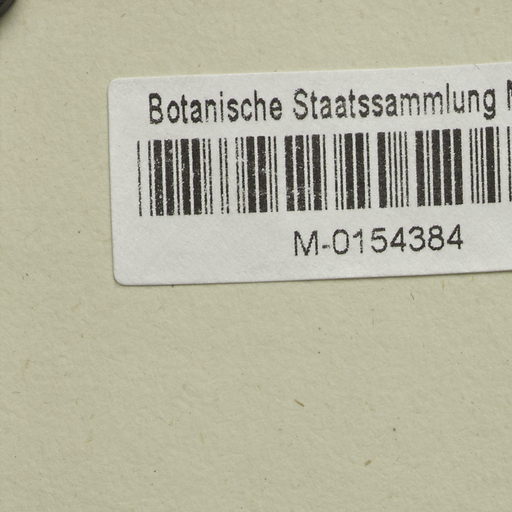 Botanische Staatssammlung
M-0154384